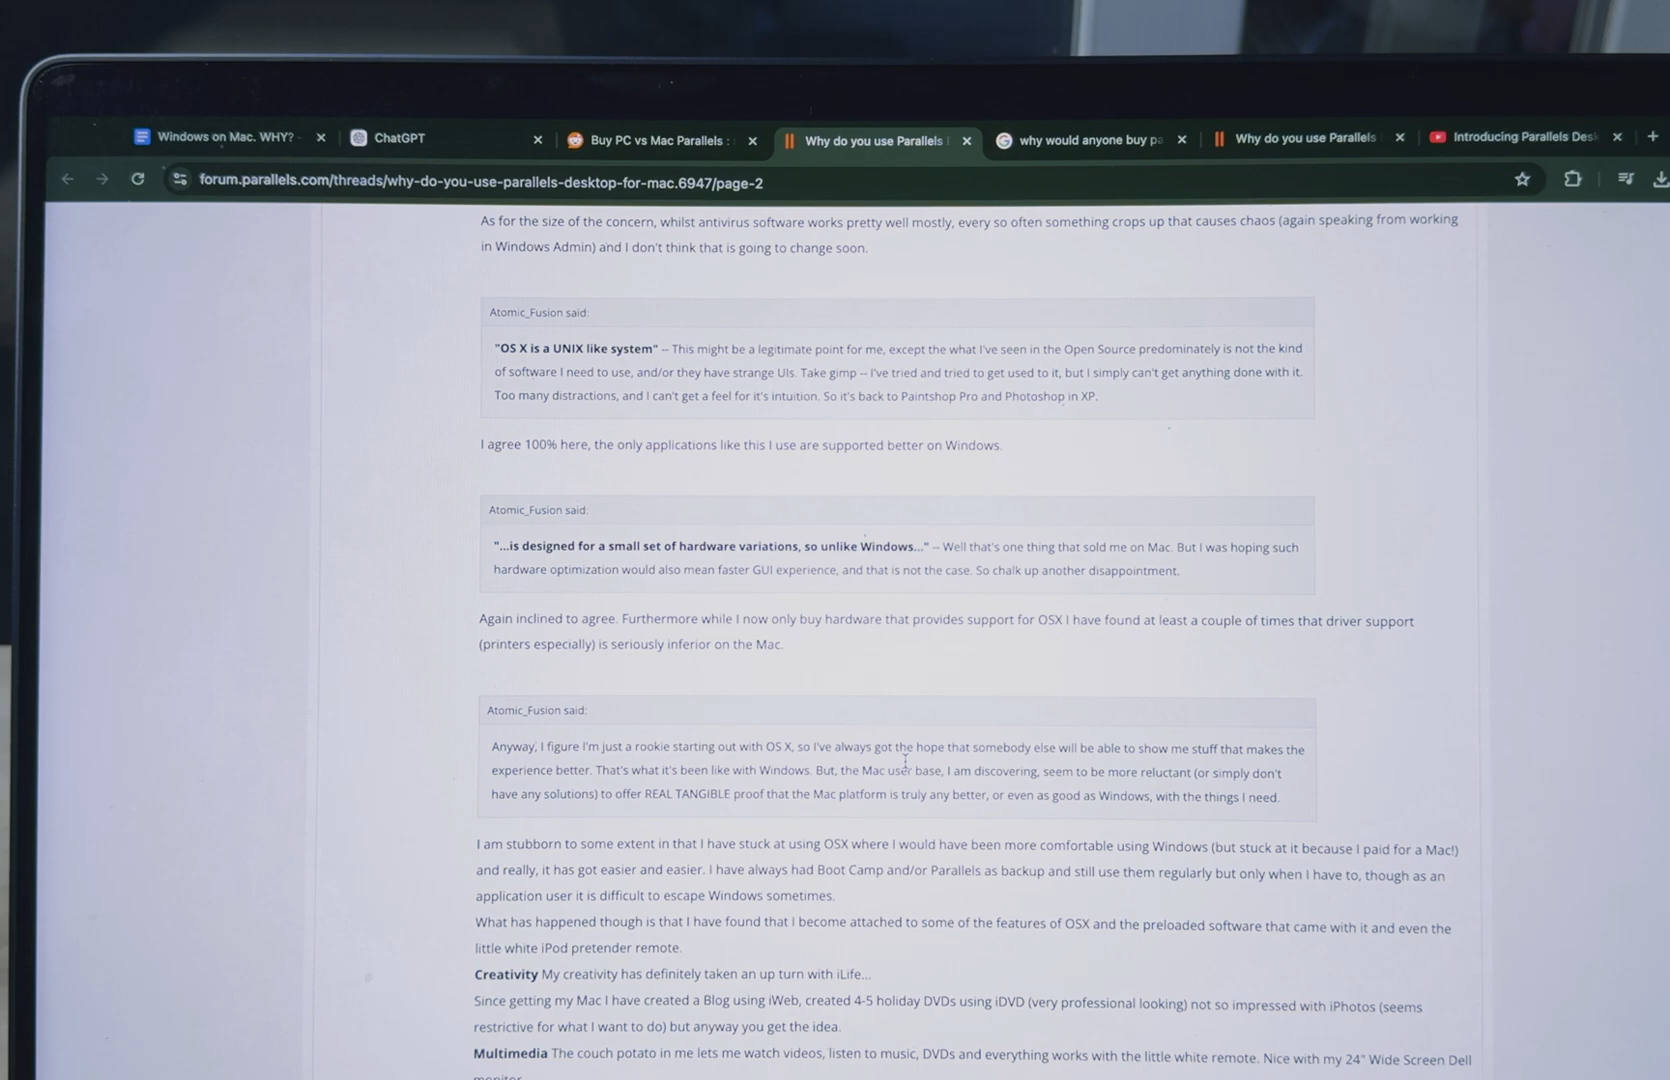 Windows on Mac. WHY? -
ChatGPT
Buy PC vs Mac Parallels :
Why do you use Parallels
why would anyone buy pa
Why do you use Parallels
Introducing Parallels Desk
forum.parallels.com/threads/why-do-you-use-parallels-desktop-for-mac.6947/page-2
As for the size of the concern, whilst antivirus software works pretty well mostly, every so often something crops up that causes chaos (again speaking from working
in Windows Admin) and I don't think that is going to change soon.
Atomic_Fusion said:
"OS X is a UNIX like system" -- This might be a legitimate point for me, except the what I've seen in the Open Source predominately is not the kind
of software I need to use, and/or they have strange UIs. Take gimp -- I've tried and tried to get used to it, but I simply can't get anything done with it.
Too many distractions, and I can't get a feel for it's intuition. So it's back to Paintshop Pro and Photoshop in XP.
I agree 100% here, the only applications like this I use are supported better on Windows.
Atomic_Fusion said:
"...is designed for a small set of hardware variations, so unlike Windows..." -- Well that's one thing that sold me on Mac. But I was hoping such
hardware optimization would also mean faster GUI experience, and that is not the case. So chalk up another disappointment.
Again inclined to agree. Furthermore while I now only buy hardware that provides support for OSX I have found at least a couple of times that driver support
(printers especially) is seriously inferior on the Mac.
Atomic_Fusion said:
Anyway, I figure I'm just a rookie starting out with OS X, so I've always got the hope that somebody else will be able to show me stuff that makes the
experience better. That's what it's been like with Windows. But, the Mac user base, I am discovering, seem to be more reluctant (or simply don't
have any solutions) to offer REAL TANGIBLE proof that the Mac platform is truly any better, or even as good as Windows, with the things I need.
I am stubborn to some extent in that I have stuck at using OSX where I would have been more comfortable using Windows (but stuck at it because I paid for a Mac!)
and really, it has got easier and easier. I have always had Boot Camp and/or Parallels as backup and still use them regularly but only when I have to, though as an
application user it is difficult to escape Windows sometimes.
What has happened though is that I have found that I become attached to some of the features of OSX and the preloaded software that came with it and even the
little white iPod pretender remote.
Creativity My creativity has definitely taken an up turn with iLife...
Since getting my Mac I have created a Blog using iWeb, created 4-5 holiday DVDs using iDVD (very professional looking) not so impressed with iPhotos (seems
restrictive for what I want to do) but anyway you get the idea.
Multimedia The couch potato in me lets me watch videos, listen to music, DVDs and everything works with the little white remote. Nice with my 24" Wide Screen Dell
monitor